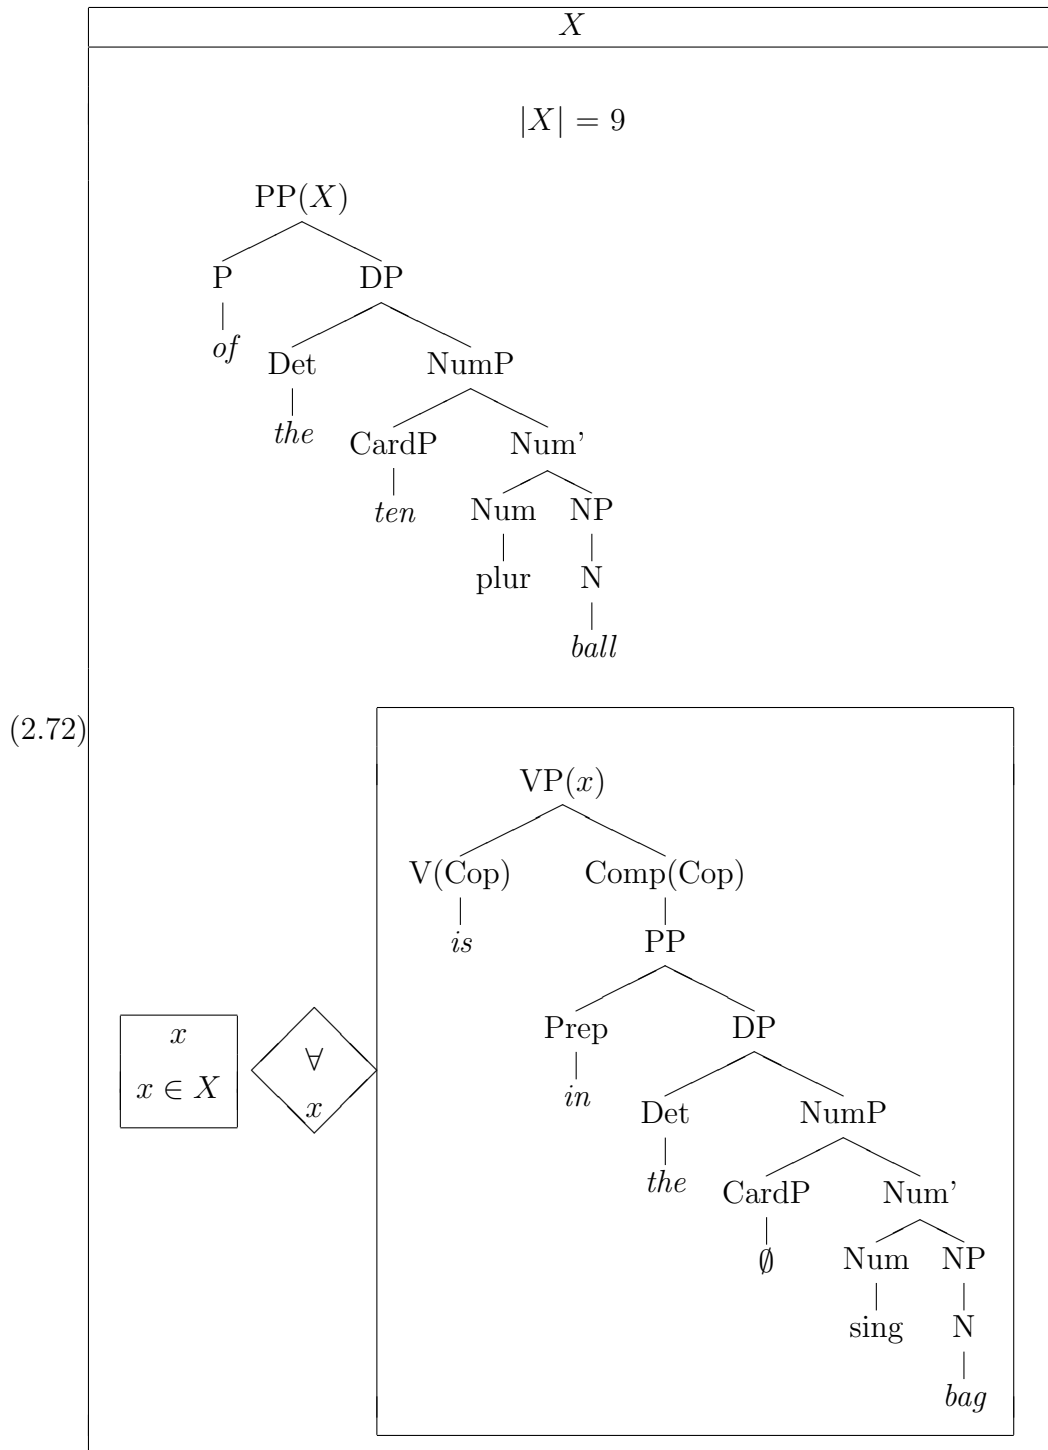 X
|X| = 9
PP(X)
P DP
of
Det NumP
the
CardP Num'
ten
Num NP
plur N
ball
(2.72)
VP(x)
V(Cop) Comp(Cop)
is PP
Prep DP
in
Det NumP
the
CardP Num'
∅
Num NP
sing N
bag
x
x ∈ X
∀
x